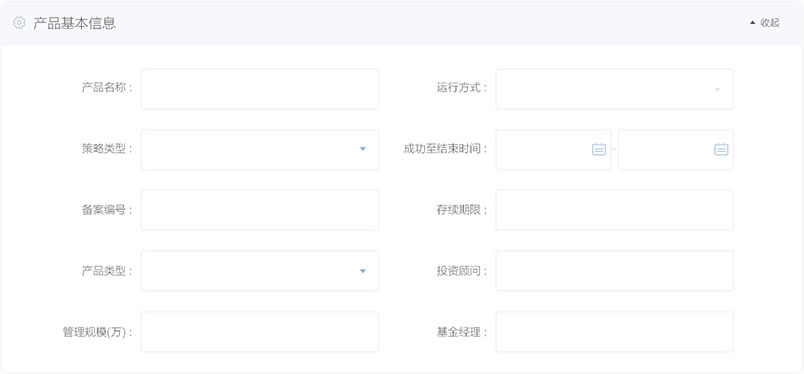 产品基本信息 收起
产品名称： 运行方式：
策略类型： 成功至结束时间： -
备案编号： 存续期限：
产品类型： 投资顾问：
管理规模(万)： 基金经理：